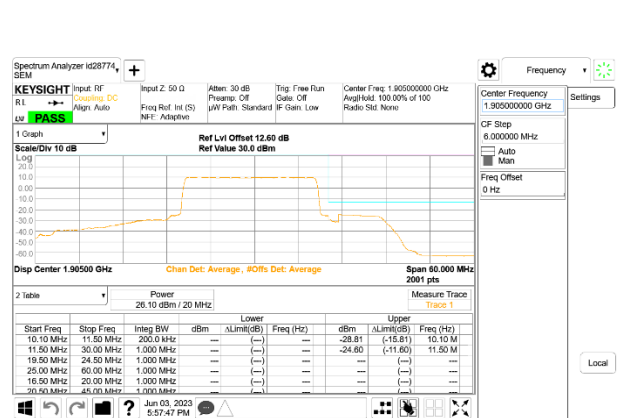 Spectrum Analyzer id28774
SEM
Frequency
KEYSIGHT Input: RF Input Z: 50 Ω Atten: 30 dB Trig: Free Run Center Freq: 1.905000000 GHz
RL Coupling: DC Preamp: Off Gate: Off Avg|Hold: 100.00% of 100
Align: Auto Freq Ref: Int (S) µW Path: Standard IF Gain: Low Radio Std: None
NFE: Adaptive
LVI PASS
Center Frequency
1.905000000 GHz
Settings
CF Step
6.000000 MHz
Auto
Man
Freq Offset
0 Hz
1 Graph
Scale/Div 10 dB
Ref Lvl Offset 12.60 dB
Ref Value 30.0 dBm
Log
20.0
10.0
0.00
-10.0
-20.0
-30.0
-40.0
-50.0
-60.0
Disp Center 1.90500 GHz Chan Det: Average, #Offs Det: Average Span 60.000 MHz
2001 pts
2 Table
Power
26.10 dBm / 20 MHz
Measure Trace
Trace 1
Lower Upper
Start Freq Stop Freq Integ BW dBm ΔLimit(dB) Freq (Hz) dBm ΔLimit(dB) Freq (Hz)
10.10 MHz 11.50 MHz 200.0 kHz --- (---) --- -28.81 (-15.81) 10.10 M
11.50 MHz 30.00 MHz 1.000 MHz --- (---) --- -24.60 (-11.60) 11.50 M
19.50 MHz 24.50 MHz 1.000 MHz --- (---) --- --- (---) ---
25.00 MHz 60.00 MHz 1.000 MHz --- (---) --- --- (---) ---
16.50 MHz 20.00 MHz 1.000 MHz --- (---) --- --- (---) ---
20.50 MHz 45.00 MHz 1.000 MHz --- (---) --- --- (---) ---
Local
Jun 03, 2023
5:57:47 PM